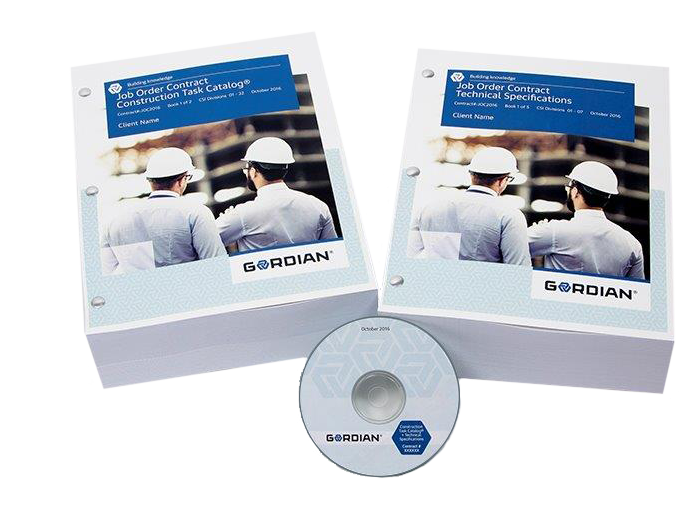 Building knowledge
Job Order Contract
Construction Task Catalog®
Contract#-JOC2016 Book 1 of 2 CSI Divisions 01 - 22 October 2016
Client Name
GORDIAN®
Building knowledge
Job Order Contract
Technical Specifications
Contract#-JOC2016 Book 1 of 3 CSI Divisions 01 - 07 October 2016
Client Name
GORDIAN®
October 2016
GORDIAN®
Construction
Task Catalog®
+ Technical
Specifications
Contract #
XXXXXX